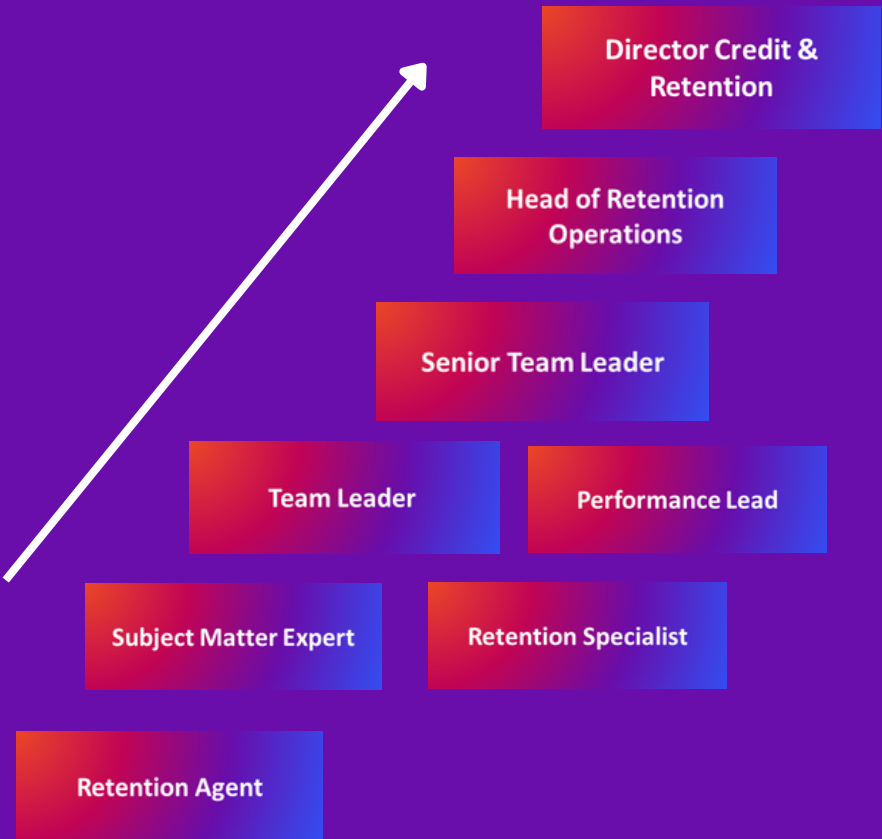 Director Credit &
Retention
Head of Retention
Operations
Senior Team Leader
Team Leader
Performance Lead
Subject Matter Expert
Retention Specialist
Retention Agent